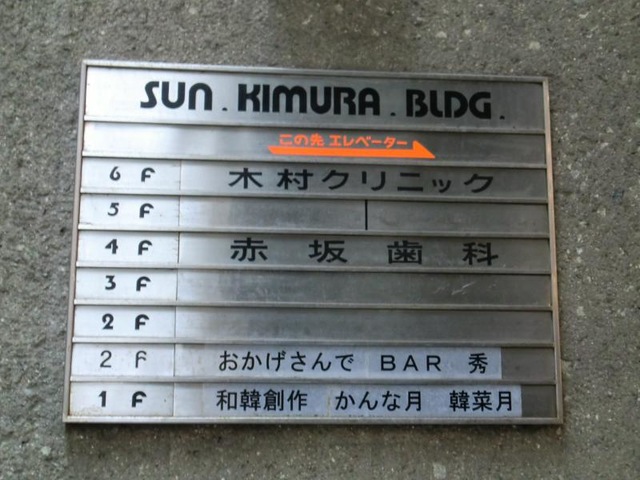 SUN . KIMURA . BLDG .
この先 エレベーター
6 F 木村クリニック
5 F
4 F 赤坂歯科
3 F
2 F
2 F おかげさんで BAR 秀
1 F 和韓創作 かんな月 韓菜月